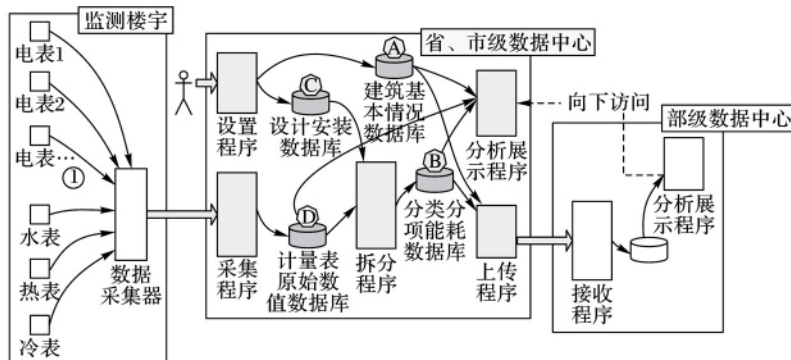 监测楼宇
电表1
电表2
电表…
①
水表
热表
冷表
数据
采集器
省、市级数据中心
设置
程序
C
设计安装
数据库
A
建筑基
本情况
数据库
分析展
示程序
采集
程序
D
计量表
原始数
值数据库
拆分
程序
B
分类分
项能耗
数据库
上传
程序
向下访问
部级数据中心
接收
程序
分析展
示程序